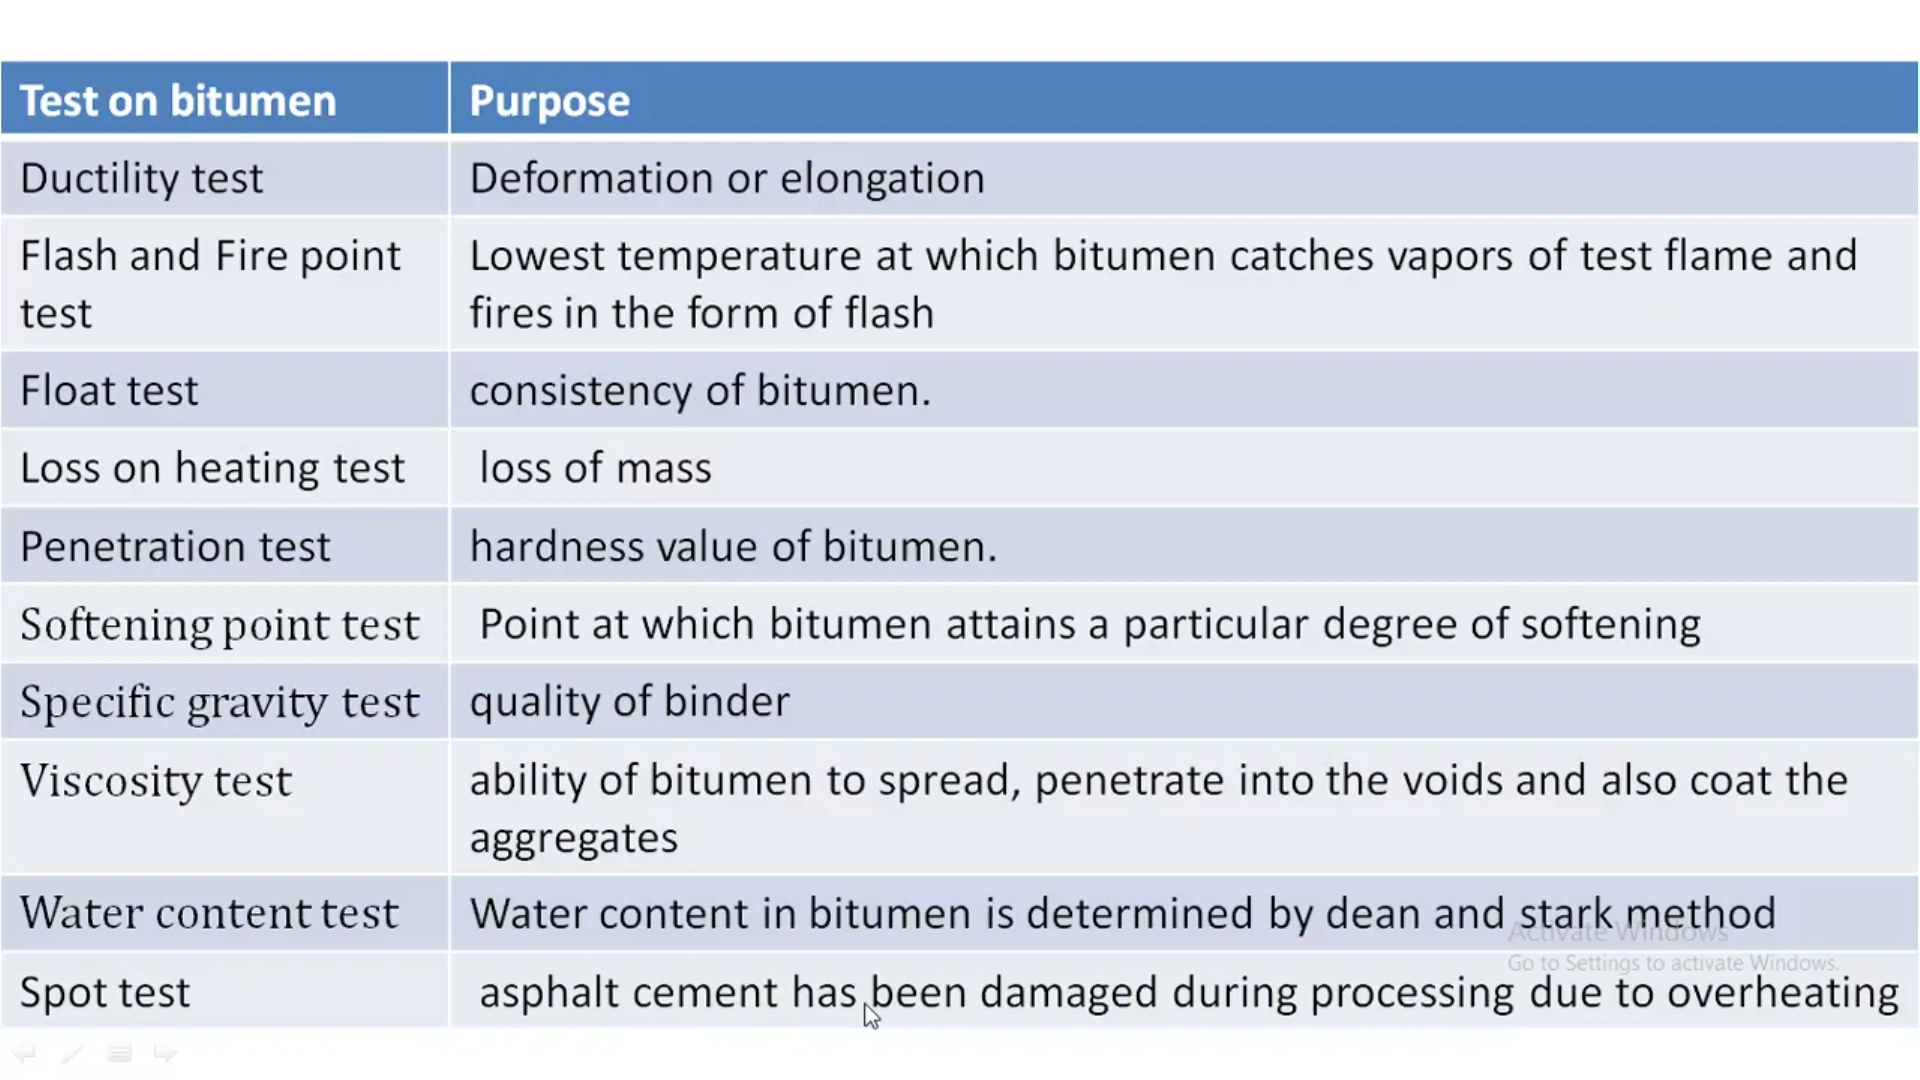 Test on bitumen
Purpose
Ductility test
Deformation or elongation
Flash and Fire point
test
Lowest temperature at which bitumen catches vapors of test flame and
fires in the form of flash
Float test
consistency of bitumen.
Loss on heating test
loss of mass
Penetration test
hardness value of bitumen.
Softening point test
Point at which bitumen attains a particular degree of softening
Specific gravity test
quality of binder
Viscosity test
ability of bitumen to spread, penetrate into the voids and also coat the
aggregates
Water content test
Water content in bitumen is determined by dean and stark method
Activate Windows
Go to Settings to activate Windows.
Spot test
asphalt cement has been damaged during processing due to overheating